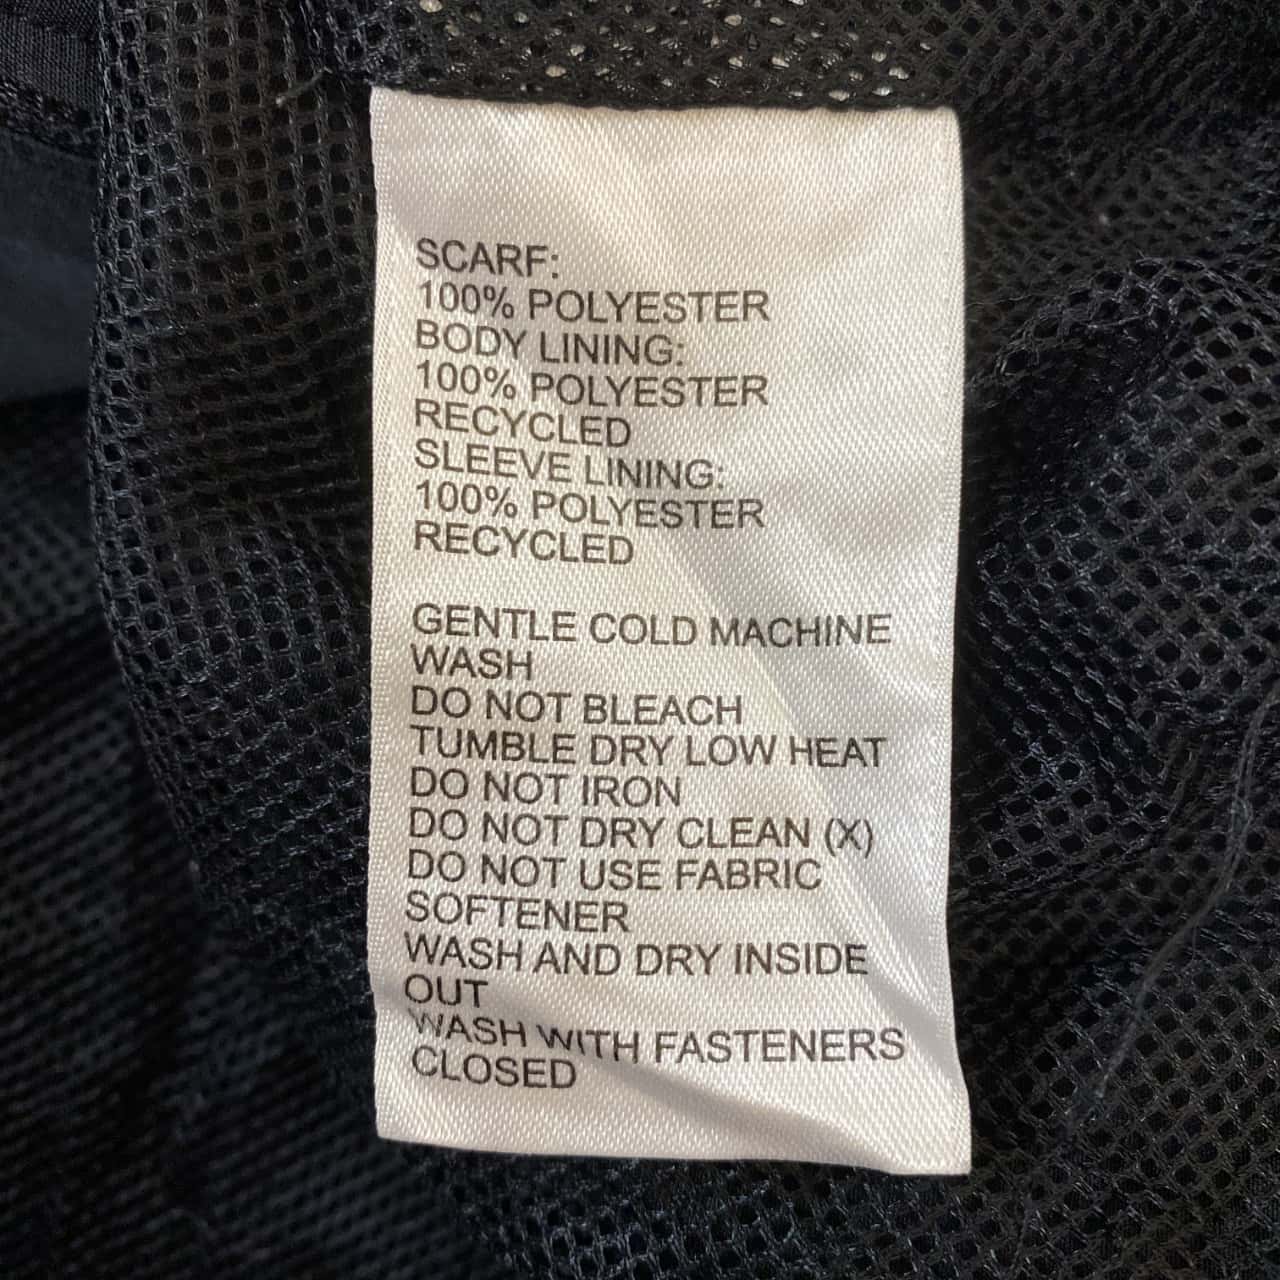 SCARF:
100% POLYESTER
BODY LINING:
100% POLYESTER
RECYCLED
SLEEVE LINING:
100% POLYESTER
RECYCLED
GENTLE COLD MACHINE
WASH
DO NOT BLEACH
TUMBLE DRY LOW HEAT
DO NOT IRON
DO NOT DRY CLEAN (X)
DO NOT USE FABRIC
SOFTENER
WASH AND DRY INSIDE
OUT
WASH WITH FASTENERS
CLOSED